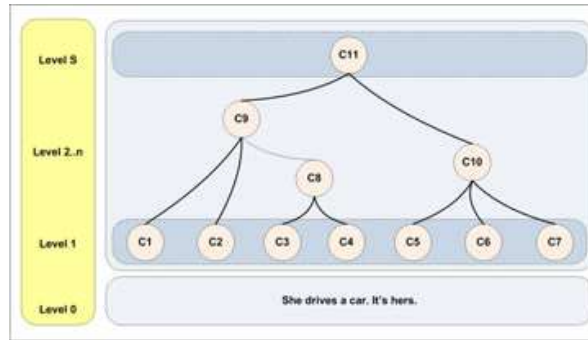 Level S
C11
C9
Level 2..n
C10
C8
Level 1
C1 C2 C3 C4 C5 C6 C7
She drives a car. It's hers.
Level 0